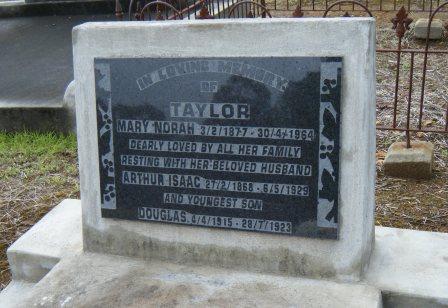 IN LOVING MEMORY
OF
TAYLOR
MARY NORAH 3/2/1877 - 30/4/1964
DEARLY LOVED BY ALL HER FAMILY
RESTING WITH HER BELOVED HUSBAND
ARTHUR ISAAC 27/2/1868 - 6/5/1929
AND YOUNGEST SON
DOUGLAS. 4/4/1915 - 28/7/1923